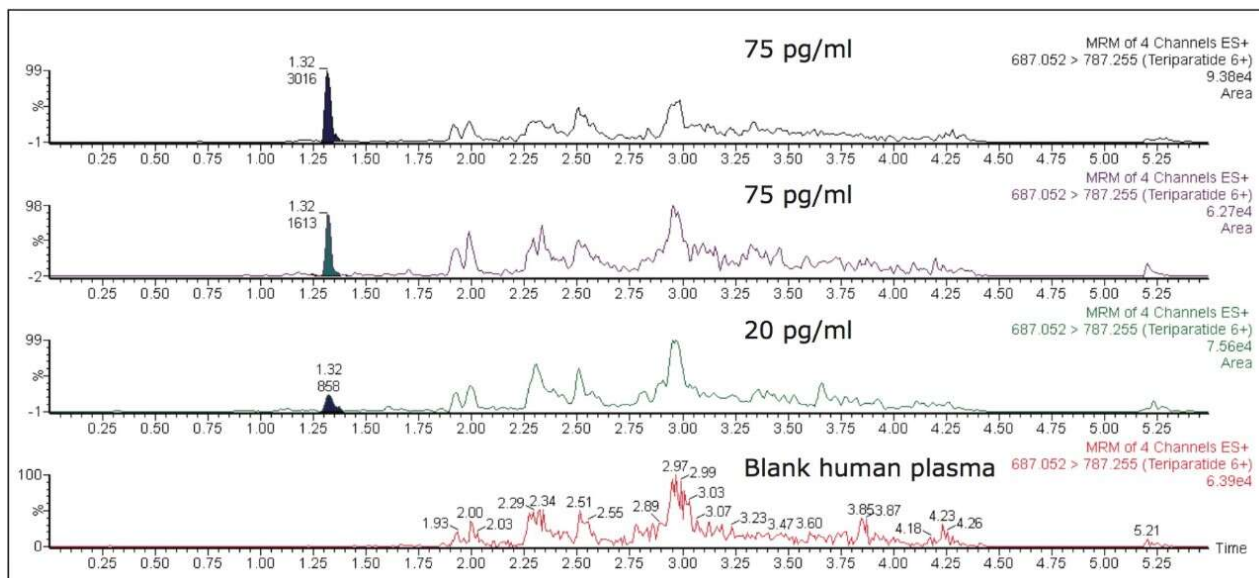 75 pg/ml
MRM of 4 Channels ES+
687.052 > 787.255 (Teriparatide 6+)
9.38e4
Area
1.32
3016
99
%
-1
0.25 0.50 0.75 1.00 1.25 1.50 1.75 2.00 2.25 2.50 2.75 3.00 3.25 3.50 3.75 4.00 4.25 4.50 4.75 5.00 5.25
75 pg/ml
MRM of 4 Channels ES+
687.052 > 787.255 (Teriparatide 6+)
6.27e4
Area
1.32
1613
98
%
-2
0.25 0.50 0.75 1.00 1.25 1.50 1.75 2.00 2.25 2.50 2.75 3.00 3.25 3.50 3.75 4.00 4.25 4.50 4.75 5.00 5.25
20 pg/ml
MRM of 4 Channels ES+
687.052 > 787.255 (Teriparatide 6+)
7.56e4
Area
1.32
858
99
%
-1
0.25 0.50 0.75 1.00 1.25 1.50 1.75 2.00 2.25 2.50 2.75 3.00 3.25 3.50 3.75 4.00 4.25 4.50 4.75 5.00 5.25
Blank human plasma
MRM of 4 Channels ES+
687.052 > 787.255 (Teriparatide 6+)
6.39e4
100
%
0
1.93 2.00 2.03 2.29 2.34 2.51 2.55 2.89 2.97 2.99 3.03 3.07 3.23 3.47 3.60 3.85 3.87 4.18 4.23 4.26 5.21
Time
0.25 0.50 0.75 1.00 1.25 1.50 1.75 2.00 2.25 2.50 2.75 3.00 3.25 3.50 3.75 4.00 4.25 4.50 4.75 5.00 5.25